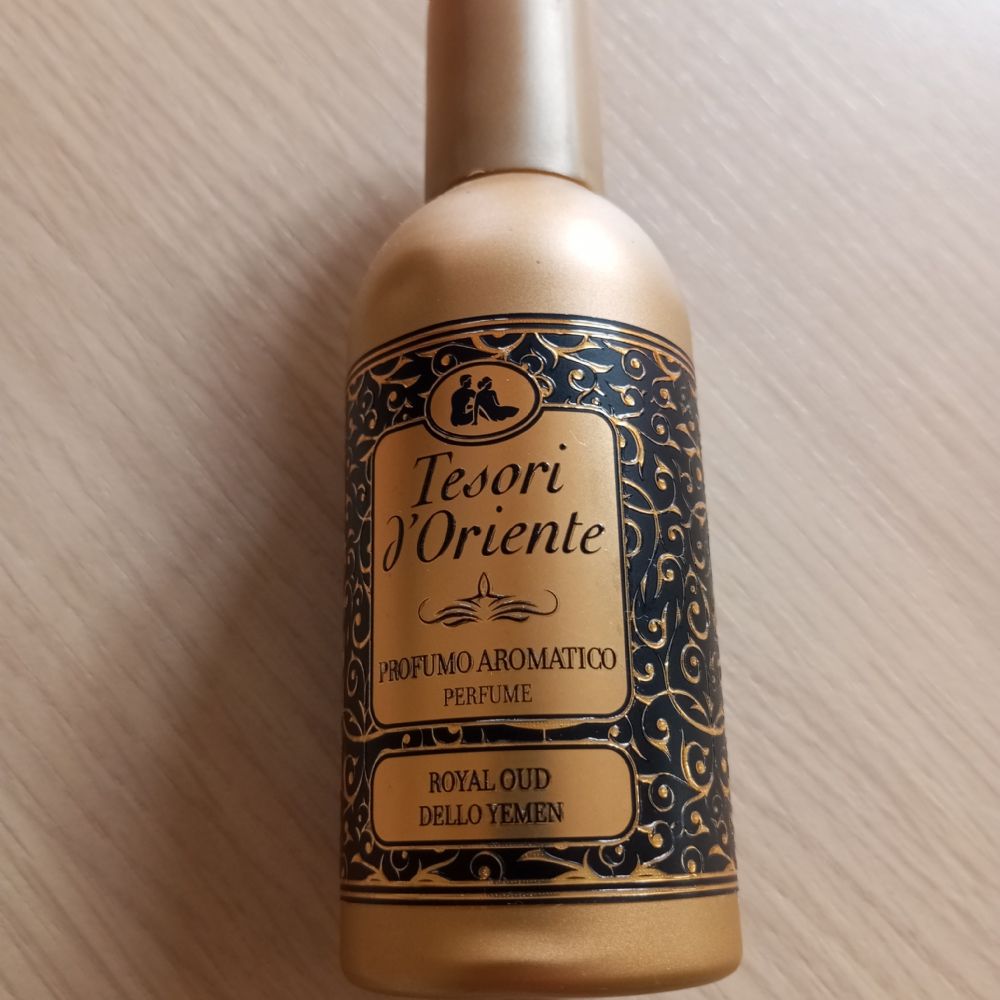 Tesori
d'Oriente
PROFUMO AROMATICO
PERFUME
ROYAL OUD
DELLO YEMEN